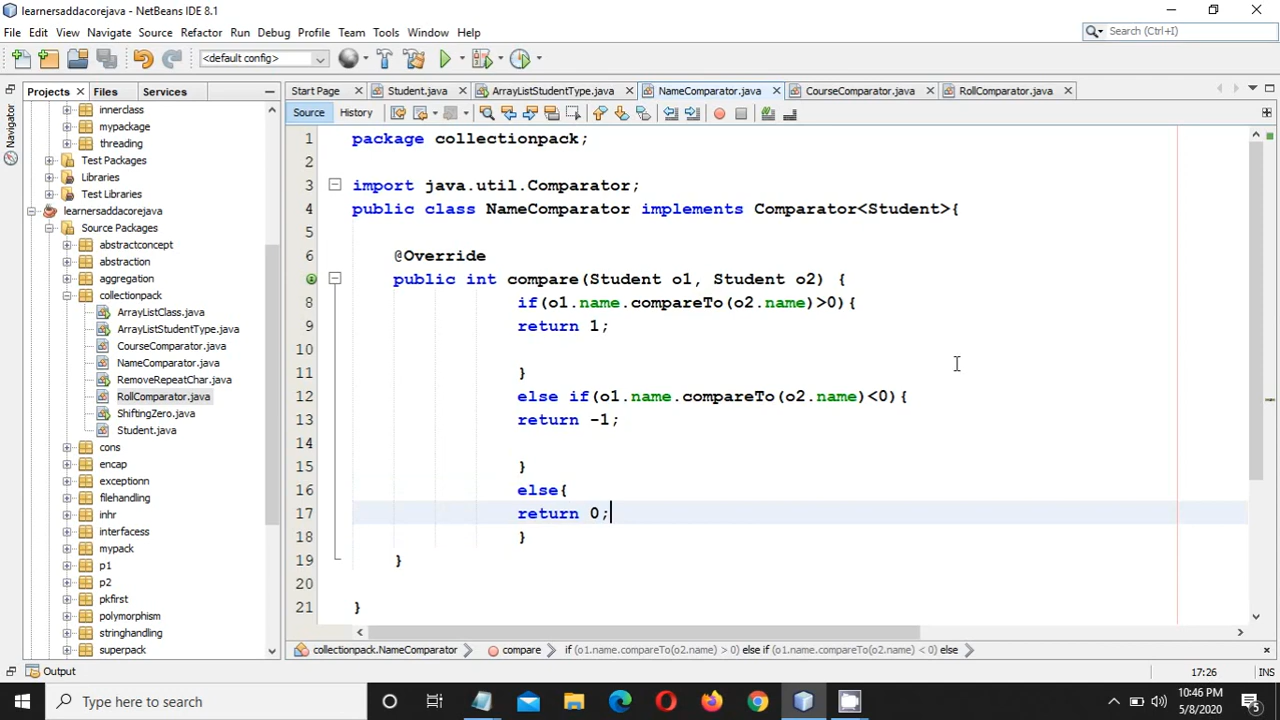 learnersaddacorejava - NetBeans IDE 8.1
File Edit View Navigate Source Refactor Run Debug Profile Team Tools Window Help
Search (Ctrl+I)
<default config>
Projects Files Services
Start Page Student.java ArrayListStudentType.java NameComparator.java CourseComparator.java RollComparator.java
Source History
Navigator
innerclass
mypackage
threading
Test Packages
Libraries
Test Libraries
learnersaddacorejava
Source Packages
abstractconcept
abstraction
aggregation
collectionpack
ArrayListClass.java
ArrayListStudentType.java
CourseComparator.java
NameComparator.java
RemoveRepeatChar.java
RollComparator.java
ShiftingZero.java
Student.java
cons
encap
exceptionn
filehandling
inhr
interfacess
mypack
p1
p2
pkfirst
polymorphism
stringhandling
superpack
1 package collectionpack;
2
3 import java.util.Comparator;
4 public class NameComparator implements Comparator<Student>{
5
6 @Override
7 public int compare(Student o1, Student o2) {
8 if(o1.name.compareTo(o2.name)>0){
9 return 1;
10
11 }
12 else if(o1.name.compareTo(o2.name)<0){
13 return -1;
14
15 }
16 else{
17 return 0;
18 }
19 }
20
21 }
collectionpack.NameComparator compare if (o1.name.compareTo(o2.name) > 0) else if (o1.name.compareTo(o2.name) < 0) else
Output
17:26 INS
Type here to search
10:46 PM
5/8/2020
5